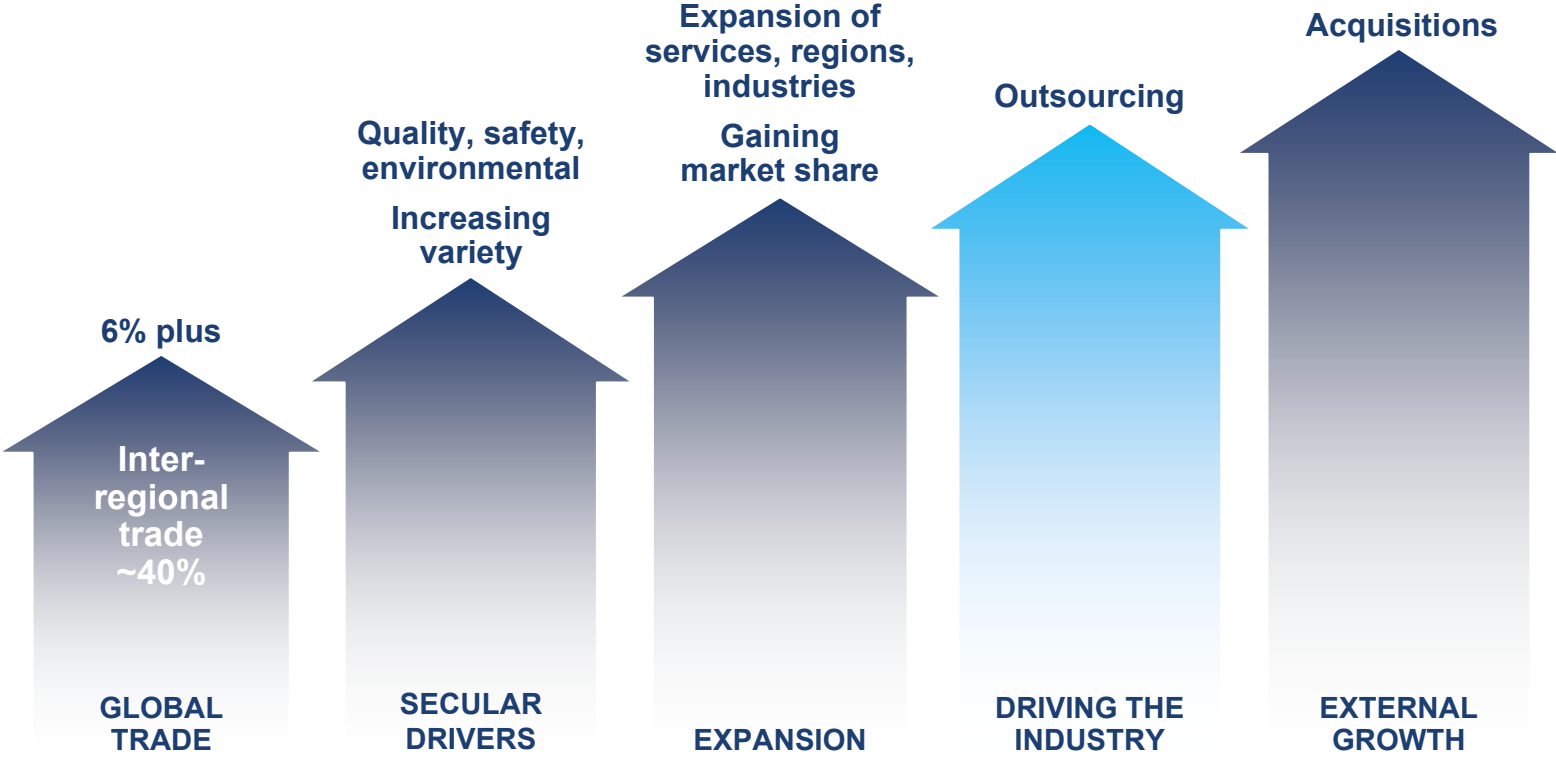 6% plus
Inter-
regional
trade
~40%
GLOBAL
TRADE
Quality, safety,
environmental
Increasing
variety
SECULAR
DRIVERS
Expansion of
services, regions,
industries
Gaining
market share
EXPANSION
Outsourcing
DRIVING THE
INDUSTRY
Acquisitions
EXTERNAL
GROWTH